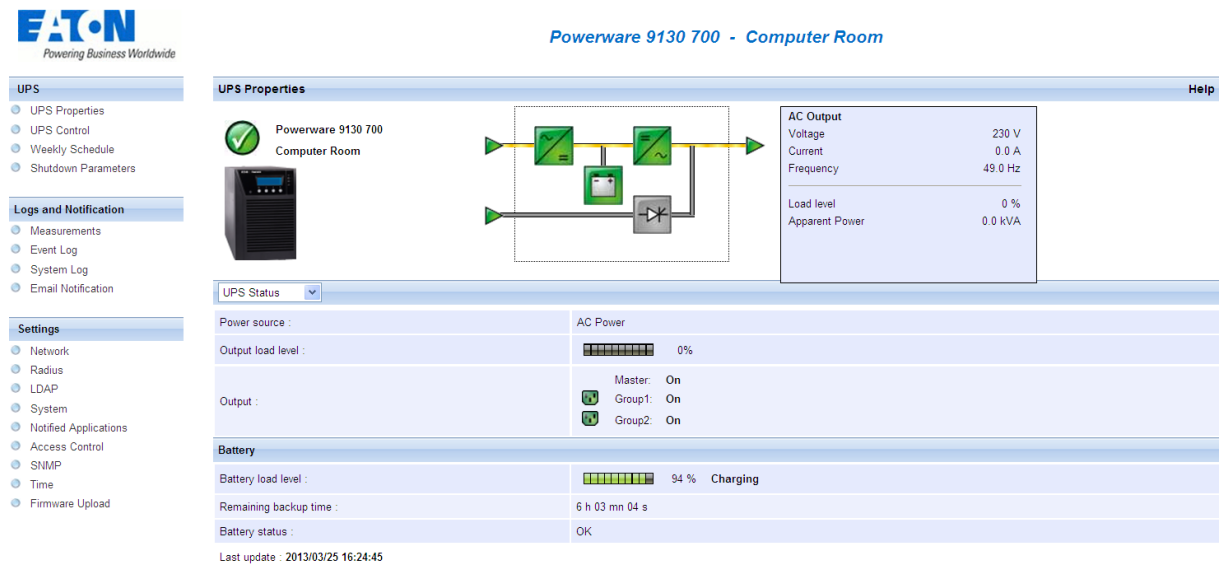 EATON
Powering Business Worldwide
Powerware 9130 700 - Computer Room
UPS
UPS Properties
UPS Control
Weekly Schedule
Shutdown Parameters
Logs and Notification
Measurements
Event Log
System Log
Email Notification
Settings
Network
Radius
LDAP
System
Notified Applications
Access Control
SNMP
Time
Firmware Upload
UPS Properties Help
Powerware 9130 700
Computer Room
AC Output
Voltage 230 V
Current 0.0 A
Frequency 49.0 Hz
Load level 0 %
Apparent Power 0.0 kVA
UPS Status
Power source : AC Power
Output load level : 0%
Output :
Master: On
Group1: On
Group2: On
Battery
Battery load level : 94 % Charging
Remaining backup time : 6 h 03 mn 04 s
Battery status : OK
Last update : 2013/03/25 16:24:45